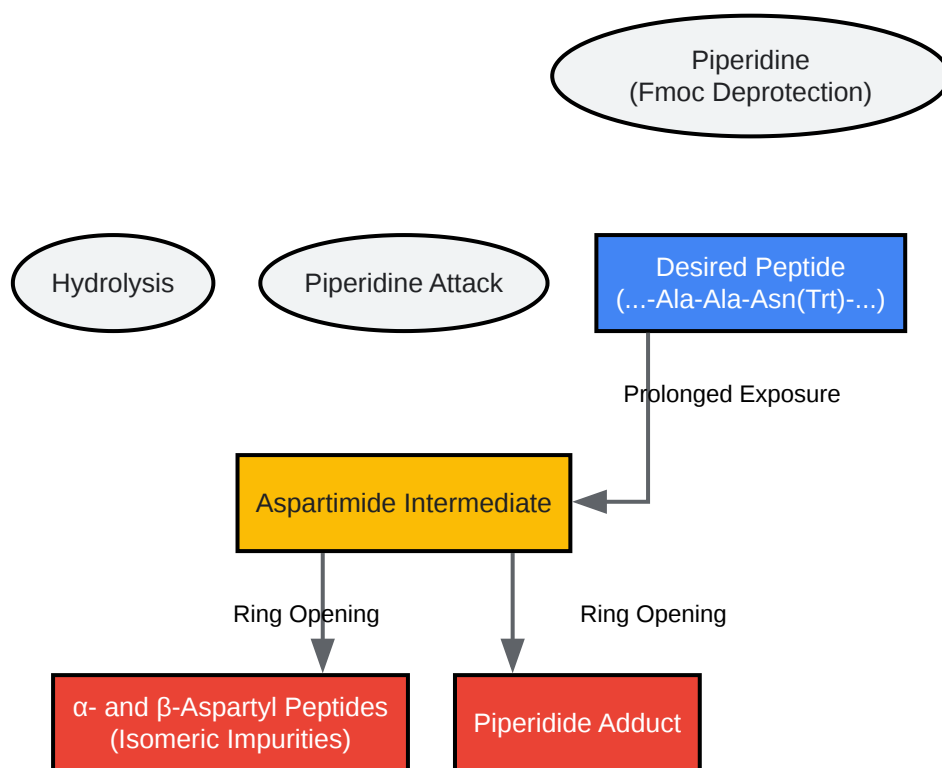 Piperidine
(Fmoc Deprotection)
Hydrolysis
Piperidine Attack
Desired Peptide
(...-Ala-Ala-Asn(Trt)-...)
Prolonged Exposure
Aspartimide Intermediate
Ring Opening
Ring Opening
α- and β-Aspartyl Peptides
(Isomeric Impurities)
Piperidide Adduct